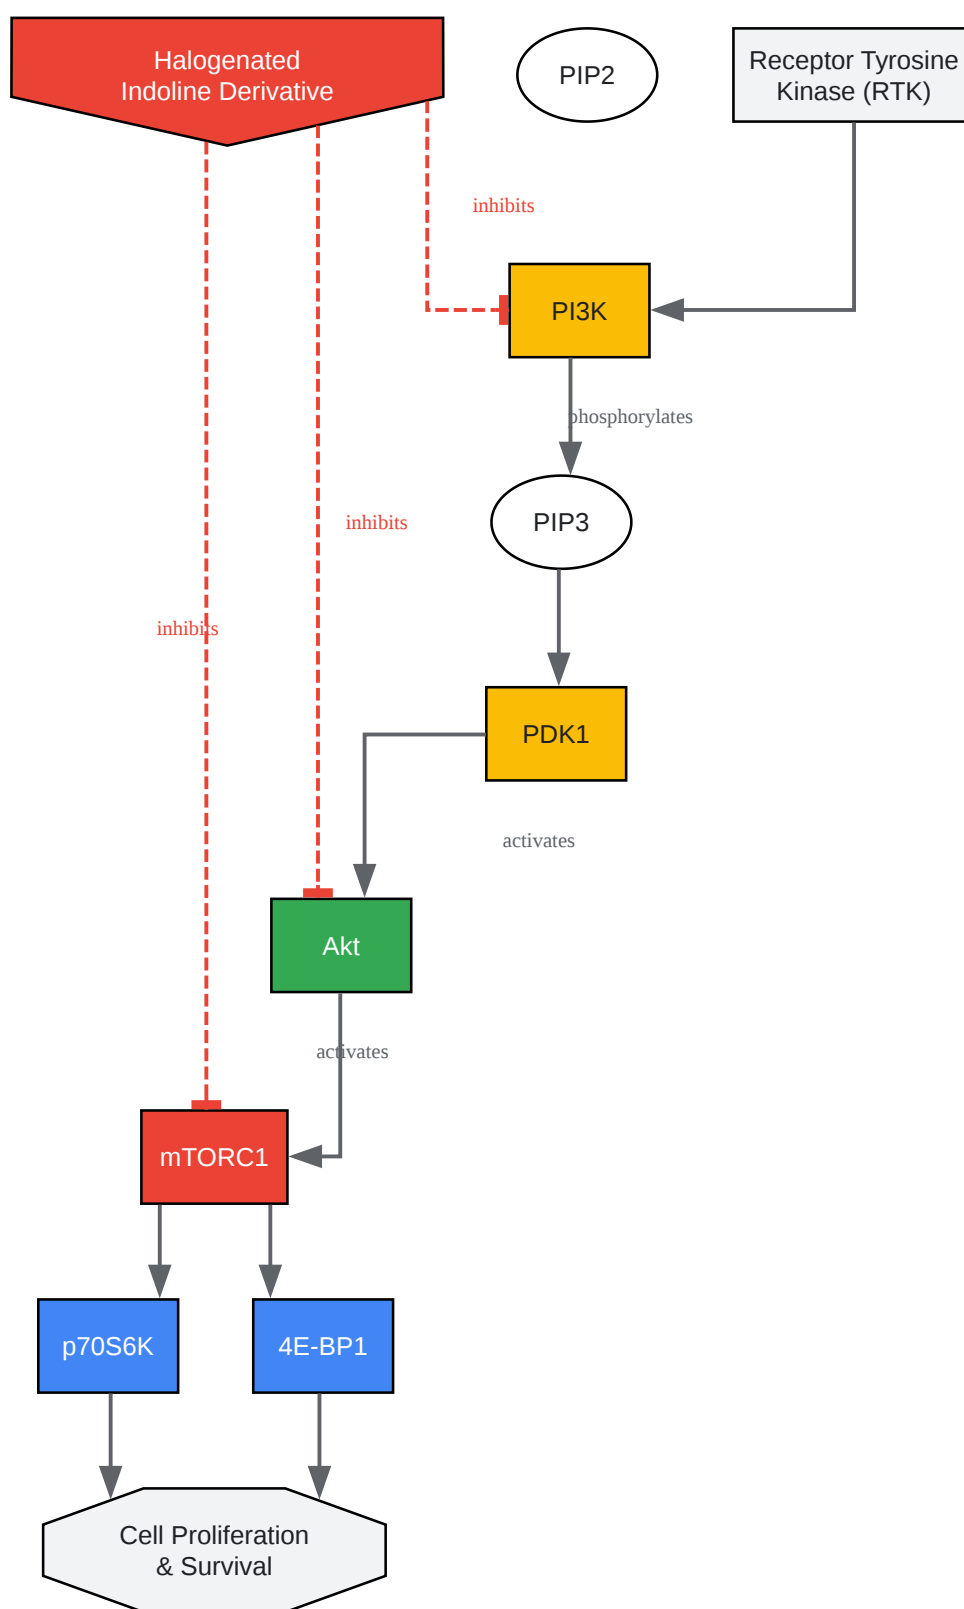 Halogenated
Indoline Derivative
PIP2
Receptor Tyrosine
Kinase (RTK)
inhibits
PI3K
phosphorylates
PIP3
inhibits
inhibits
PDK1
activates
Akt
activates
mTORC1
p70S6K
4E-BP1
Cell Proliferation
& Survival